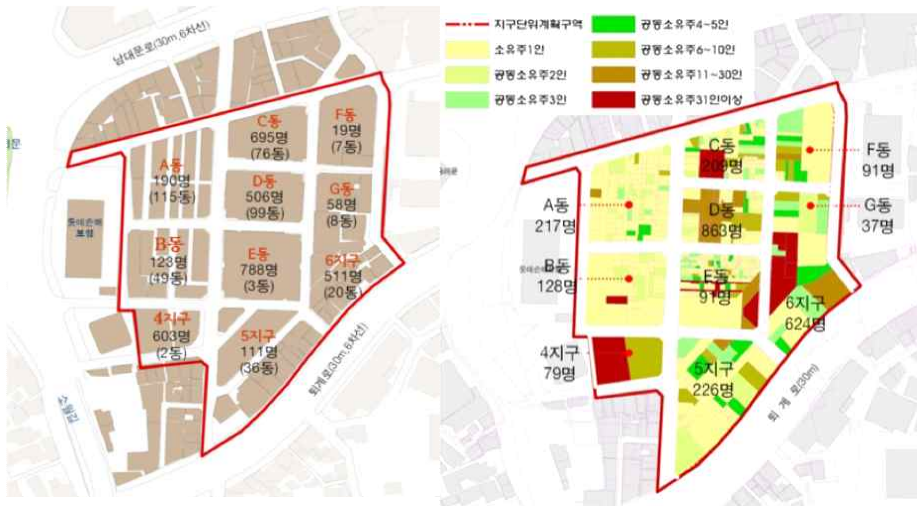 남대문로(30m,6차선)
C동
695명
(76동)
F동
19명
(7동)
A동
190명
(115동)
D동
506명
(99동)
G동
58명
(8동)
롯데손해
보험
B동
123명
(49동)
E동
788명
(3동)
6지구
511명
(20동)
4지구
603명
(2동)
5지구
111명
(36동)
퇴계로(30m,6차선)
지구단위계획구역
소유주1인
공동소유주2인
공동소유주3인
공동소유주4~5인
공동소유주6~10인
공동소유주11~30인
공동소유주31인이상
C동
209명
F동
91명
A동
217명
D동
863명
G동
37명
B동
128명
E동
91명
6지구
624명
4지구
79명
5지구
226명
퇴계로(30m)